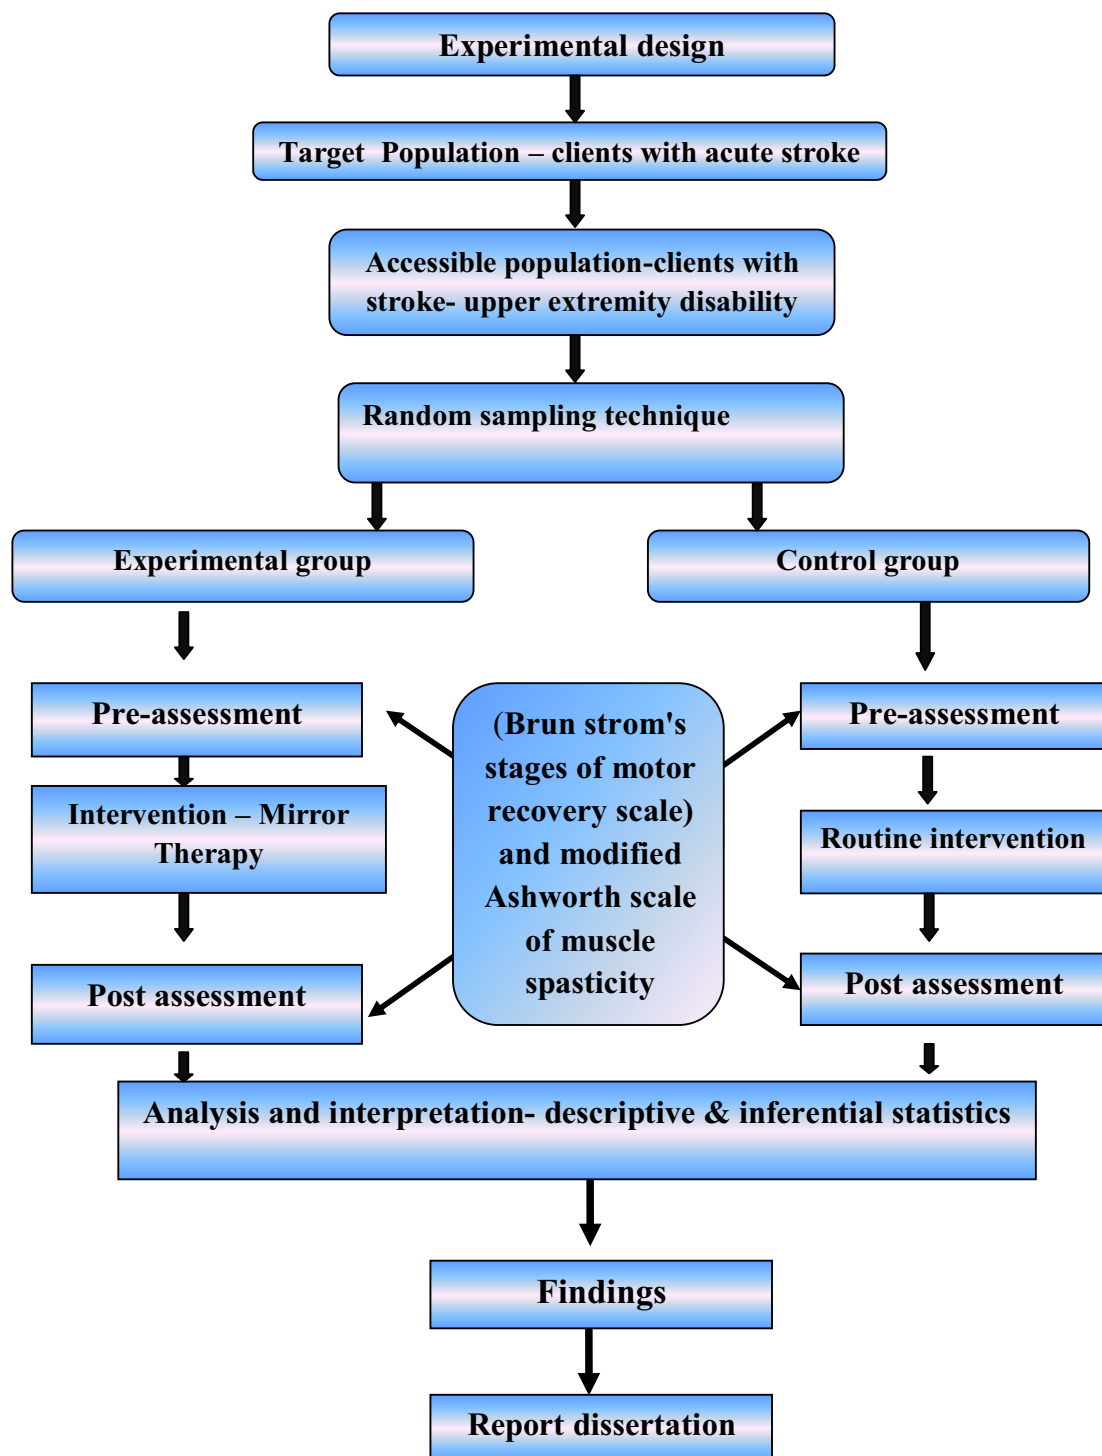 Experimental design
Target Population – clients with acute stroke
Accessible population-clients with
stroke- upper extremity disability
Random sampling technique
Experimental group
Control group
Pre-assessment
Intervention – Mirror
Therapy
Post assessment
(Brun strom's
stages of motor
recovery scale)
and modified
Ashworth scale
of muscle
spasticity
Pre-assessment
Routine intervention
Post assessment
Analysis and interpretation- descriptive & inferential statistics
Findings
Report dissertation